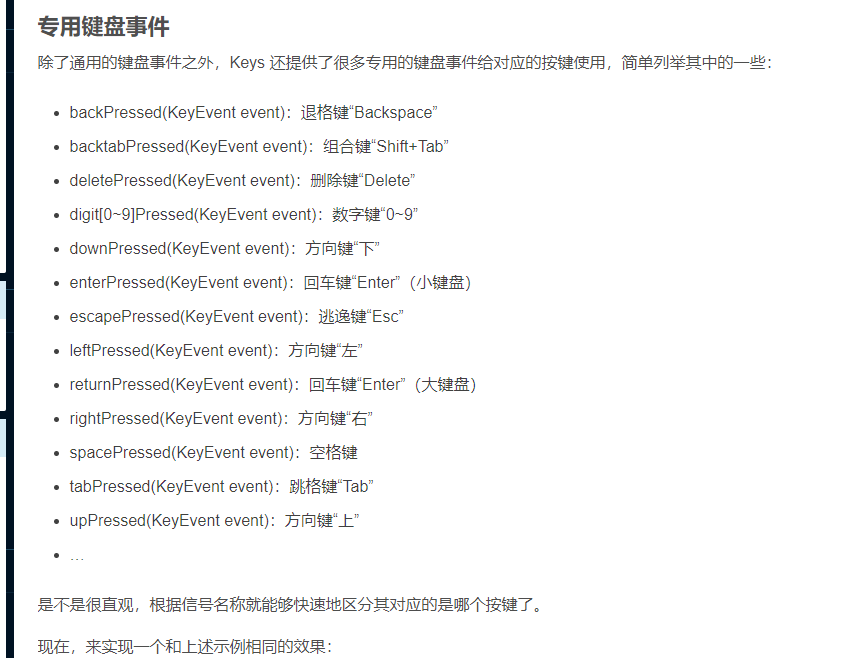 专用键盘事件
除了通用的键盘事件之外，Keys 还提供了很多专用的键盘事件给对应的按键使用，简单列举其中的一些：
• backPressed(KeyEvent event)：退格键“Backspace”
• backtabPressed(KeyEvent event)：组合键“Shift+Tab”
• deletePressed(KeyEvent event)：删除键“Delete”
• digit[0~9]Pressed(KeyEvent event)：数字键“0~9”
• downPressed(KeyEvent event)：方向键“下”
• enterPressed(KeyEvent event)：回车键“Enter”（小键盘）
• escapePressed(KeyEvent event)：逃逸键“Esc”
• leftPressed(KeyEvent event)：方向键“左”
• returnPressed(KeyEvent event)：回车键“Enter”（大键盘）
• rightPressed(KeyEvent event)：方向键“右”
• spacePressed(KeyEvent event)：空格键
• tabPressed(KeyEvent event)：跳格键“Tab”
• upPressed(KeyEvent event)：方向键“上”
• …
是不是很直观，根据信号名称就能够快速地区分其对应的是哪个按键了。
现在，来实现一个和上述示例相同的效果：